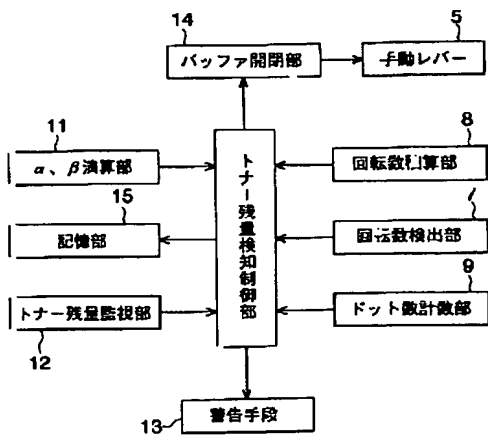 14
5
バッファ開閉部
手動レバー
11
8
α、β演算部
トナー残量検知制御部
回転数積算部
15
記憶部
回転数検出部
9
トナー残量監視部
ドット数計数部
12
13
警告手段